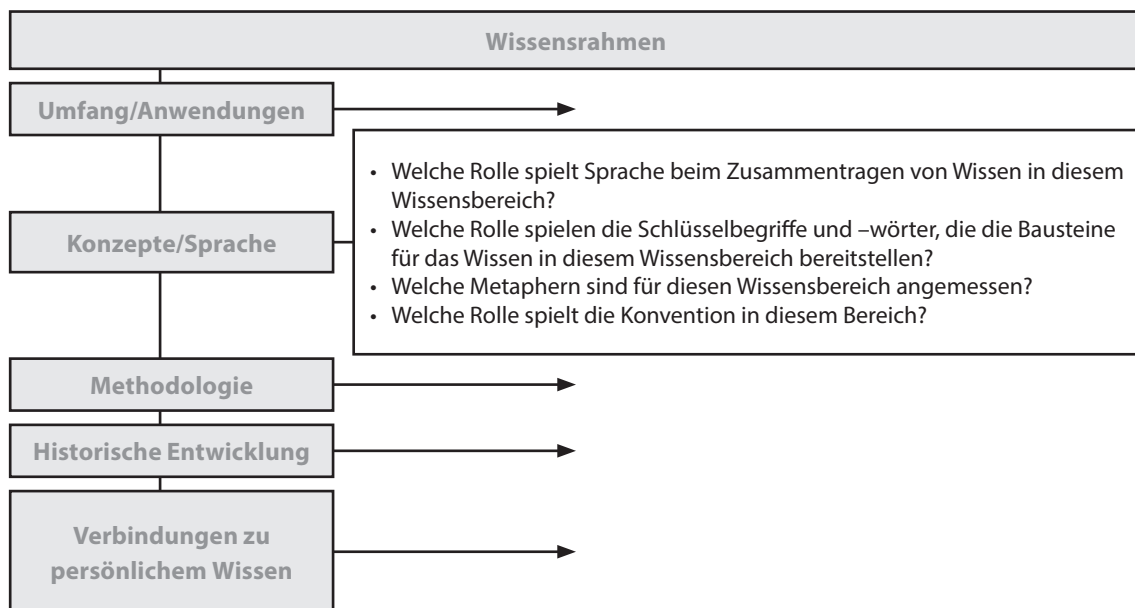 Wissensrahmen
Umfang/Anwendungen
Konzepte/Sprache
• Welche Rolle spielt Sprache beim Zusammentragen von Wissen in diesem
Wissensbereich?
• Welche Rolle spielen die Schlüsselbegriffe und –wörter, die die Bausteine
für das Wissen in diesem Wissensbereich bereitstellen?
• Welche Metaphern sind für diesen Wissensbereich angemessen?
• Welche Rolle spielt die Konvention in diesem Bereich?
Methodologie
Historische Entwicklung
Verbindungen zu
persönlichem Wissen